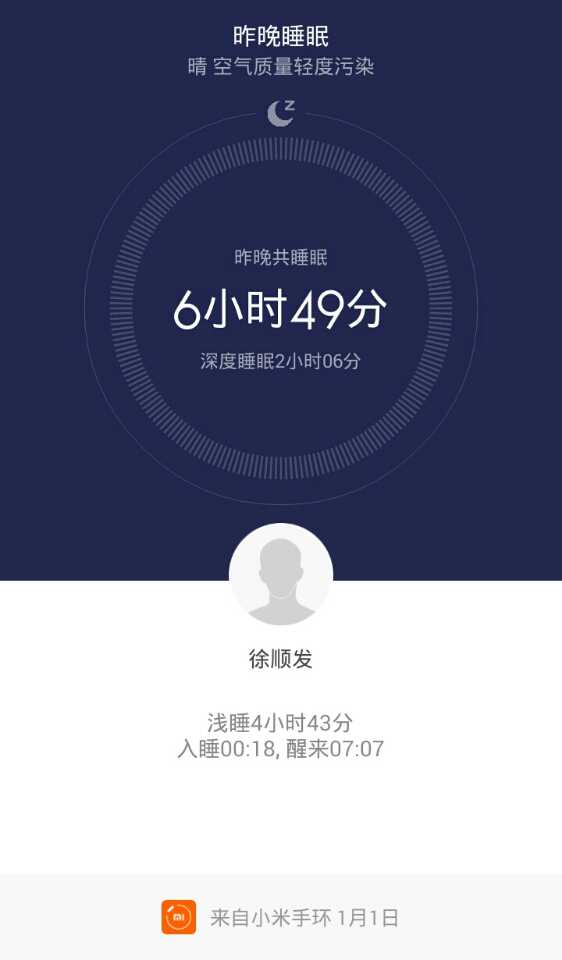 昨晚睡眠
晴 空气质量轻度污染
z
昨晚共睡眠
6小时49分
深度睡眠2小时06分
徐顺发
浅睡4小时43分
入睡00:18, 醒来07:07
mi
来自小米手环 1月1日